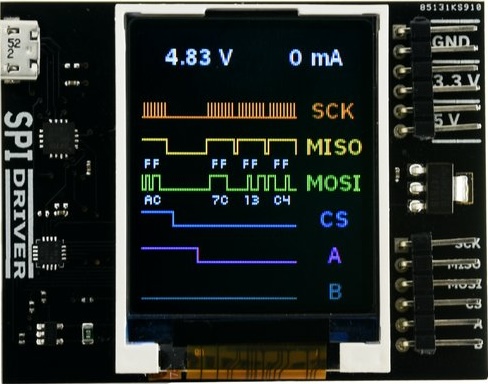 85131KS910
4.83 V 0 mA
GND
3.3 V
5 V
SCK
MISO
FF FF FF FF
MOSI
AC 7C 13 C4
CS
A
B
SPI
DRIVER
SCK
MISO
MOSI
CS
A
B